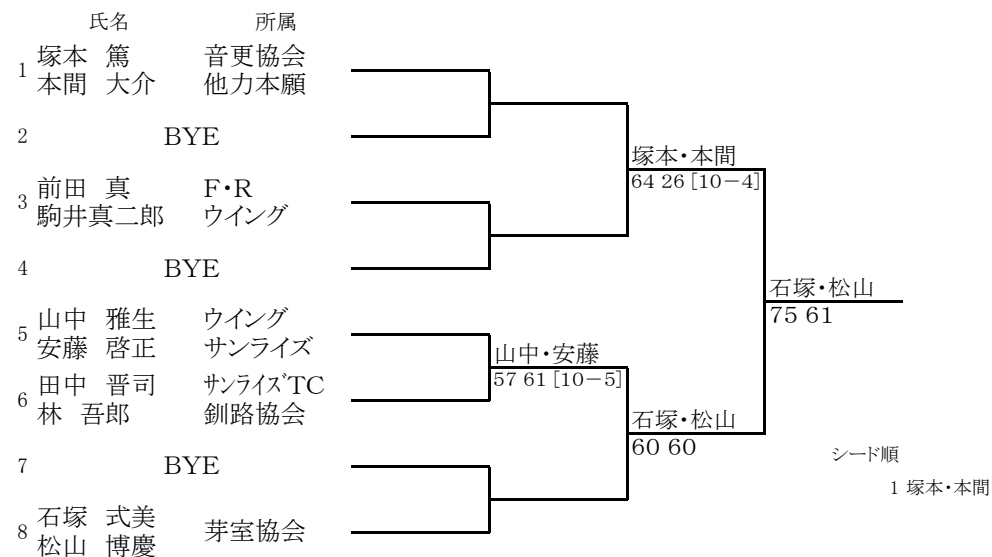 氏名 所属
1 塚本 篤 音更協会
本間 大介 他力本願
2 BYE
塚本・本間
64 26 [10-4]
3 前田 真 F・R
駒井真二郎 ウイング
4 BYE
石塚・松山
75 61
5 山中 雅生 ウイング
安藤 啓正 サンライズ
山中・安藤
57 61 [10-5]
6 田中 晋司 サンライズTC
林 吾郎 釧路協会
石塚・松山
60 60
7 BYE
シード順
1 塚本・本間
8 石塚 式美 芽室協会
松山 博慶